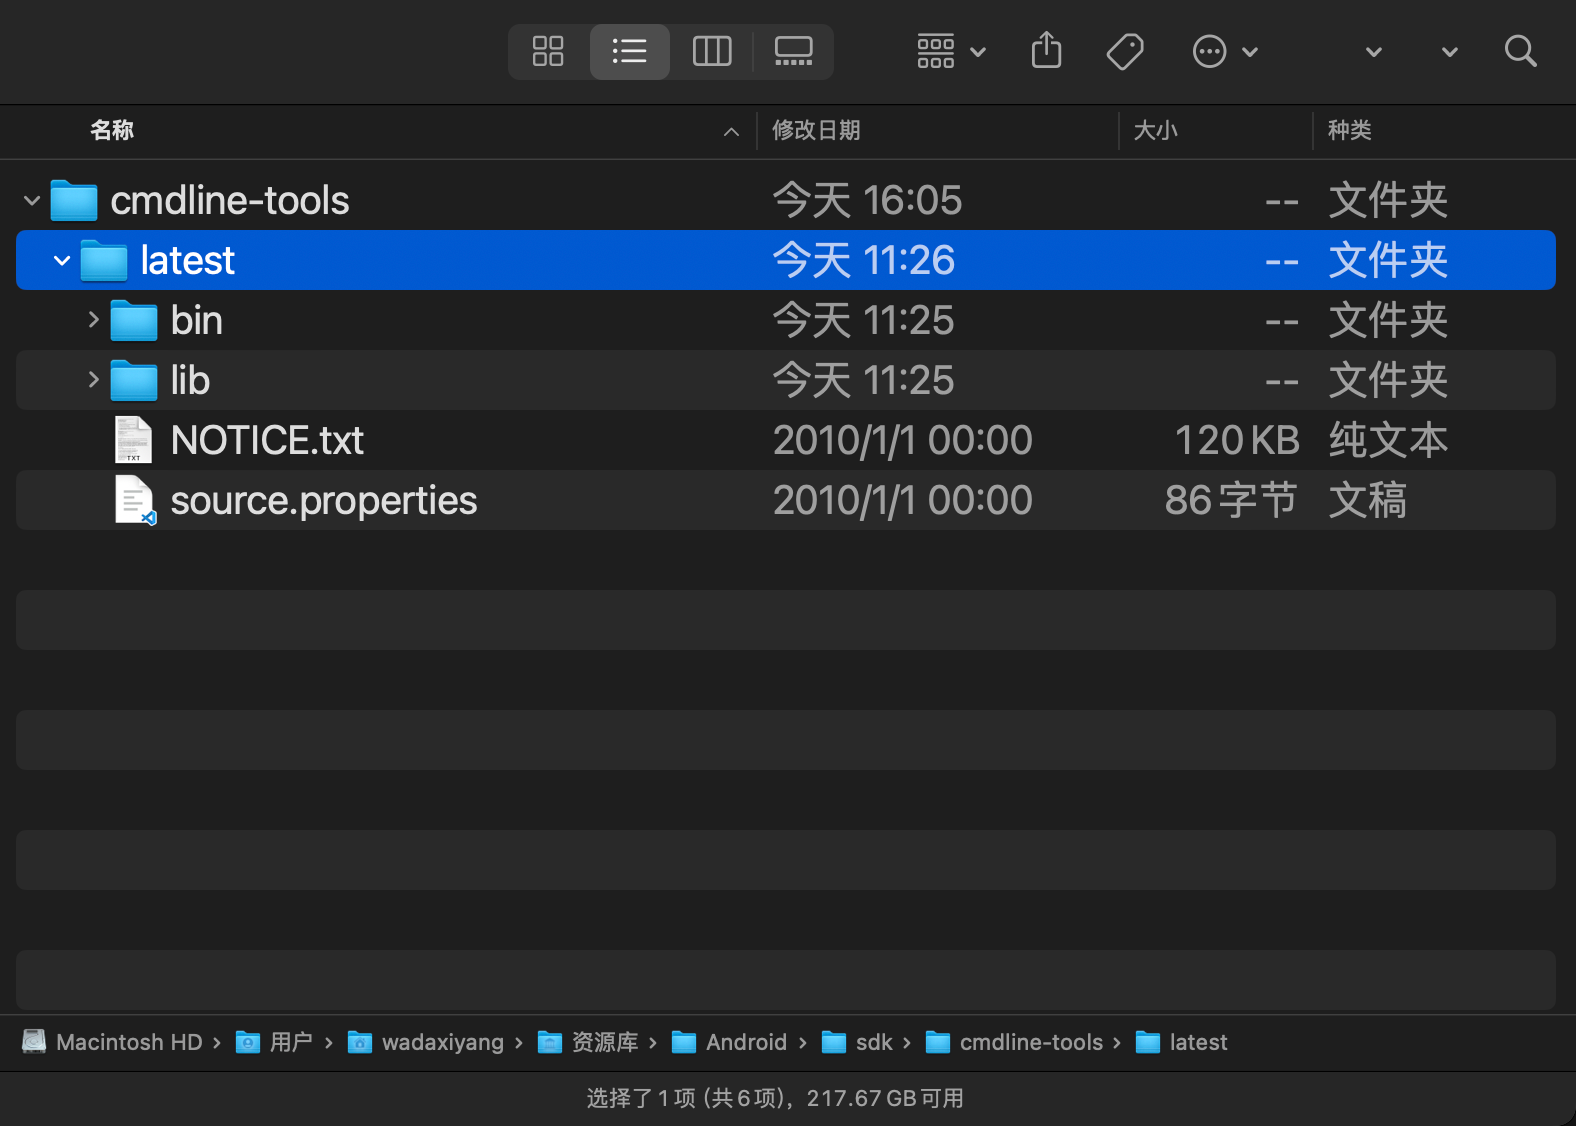 名称 修改日期 大小 种类
cmdline-tools 今天 16:05 -- 文件夹
latest 今天 11:26 -- 文件夹
bin 今天 11:25 -- 文件夹
lib 今天 11:25 -- 文件夹
NOTICE.txt 2010/1/1 00:00 120 KB 纯文本
source.properties 2010/1/1 00:00 86 字节 文稿
Macintosh HD › 用户 › wadaxiyang › 资源库 › Android › sdk › cmdline-tools › latest
选择了 1 项 (共 6 项)，217.67 GB 可用